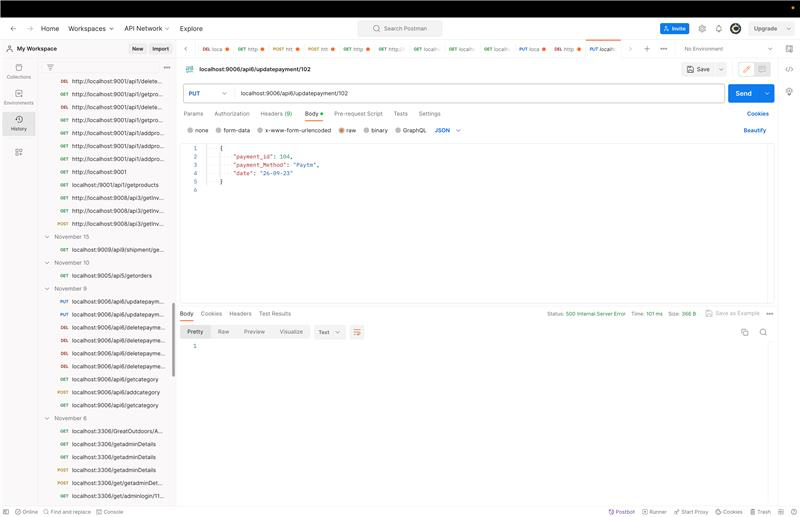 Home Workspaces API Network Explore Search Postman Invite Upgrade
My Workspace New Import DEL loca POST http POST htt POST htt GET http GET http:// GET localh GET localh GET localh PUT loca DEL http PUT localh No Environment
localhost:9006/api6/updatepayment/102 Save
PUT localhost:9006/api6/updatepayment/102 Send
Params Authorization Headers (9) Body Pre-request Script Tests Settings Cookies
none form-data x-www-form-urlencoded raw binary GraphQL JSON Beautify
1 {
2 "payment_id": 104,
3 "payment_Method": "Paytm",
4 "date": "26-09-23"
5 }
6
Collections
Environments
History
DEL http://localhost:9001/api1/delete...
GET http://localhost:9001/api1/getpro...
DEL http://localhost:9001/api1/delete...
GET http://localhost:9001/api1/getpro...
POST http://localhost:9001/api1/addpro...
POST http://localhost:9001/api1/addpro...
POST http://localhost:9001/api1/addpro...
GET http://localhost:9001
GET localhost:/9001/api1/getproducts
GET http://localhost:9008/api3/getInv...
GET http://localhost:9008/api3/getInv...
POST http://localhost:9008/api3/getInv...
November 15
GET localhost:9009/api9/shipment/ge...
November 10
GET localhost:9005/api5/getorders
November 9
PUT localhost:9006/api6/updatepaym...
PUT localhost:9006/api6/updatepaym...
DEL localhost:9006/api6/deletepayme...
DEL localhost:9006/api6/deletepayme...
DEL localhost:9006/api6/deletepayme...
DEL localhost:9006/api6/deletepayme...
GET localhost:9006/api6/getcategory
POST localhost:9006/api6/addcategory
GET localhost:9006/api6/getcategory
November 6
GET localhost:3306/GreatOutdoors/A...
GET localhost:3306/getadminDetails
GET localhost:3306/getadminDetails
POST localhost:3306/getadminDetails
POST localhost:3306/get/getadminDet...
GET localhost:3306/get/adminlogin/11...
Body Cookies Headers Test Results Status: 500 Internal Server Error Time: 101 ms Size: 366 B Save as Example
Pretty Raw Preview Visualize Text
1
Online Find and replace Console Postbot Runner Start Proxy Cookies Trash